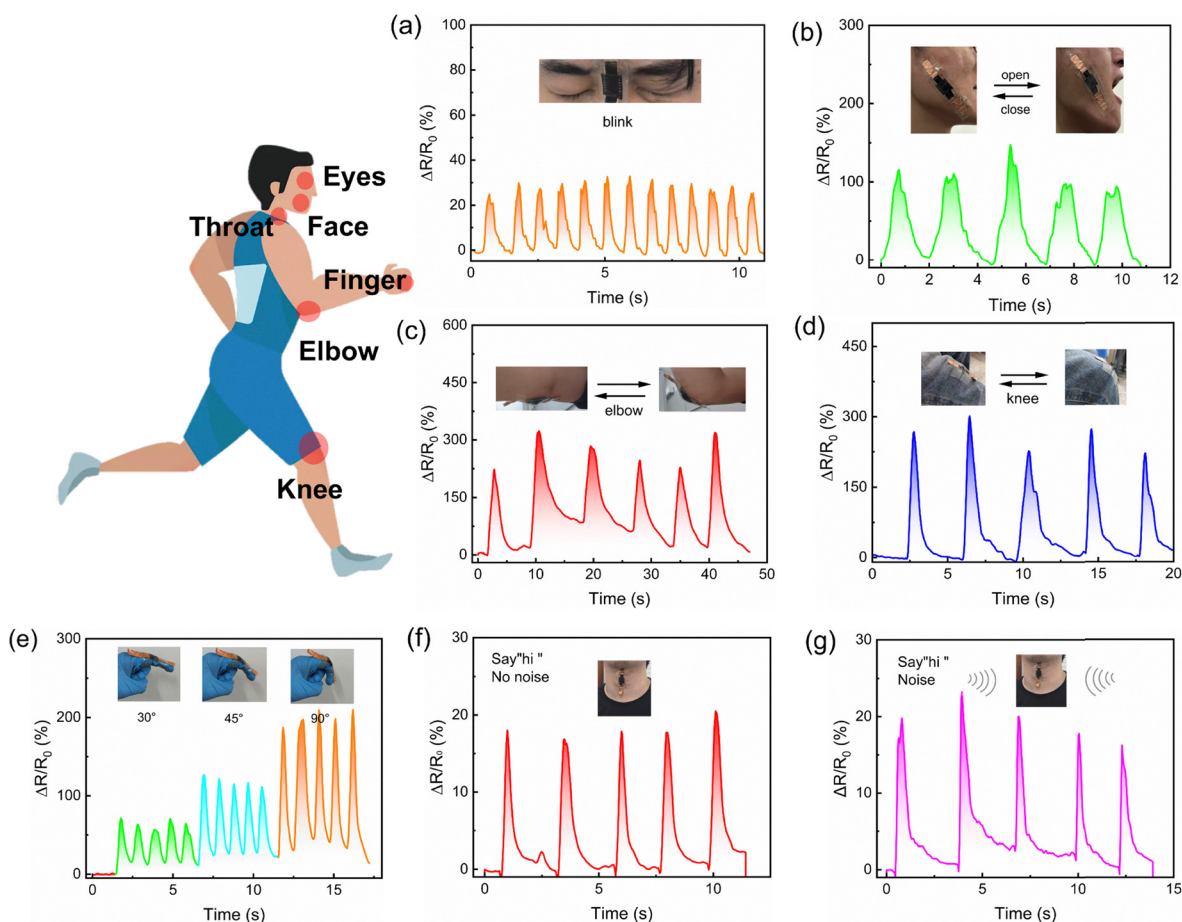 Eyes
Throat
Face
Finger
Elbow
Knee
(a)
100
80
60
40
20
0
ΔR/R₀ (%)
blink
0 5 10
Time (s)
(b)
300
250
200
150
100
50
0
ΔR/R₀ (%)
open
close
0 2 4 6 8 10 12
Time (s)
(c)
600
450
300
150
0
ΔR/R₀ (%)
elbow
0 10 20 30 40 50
Time (s)
(d)
450
300
150
0
ΔR/R₀ (%)
knee
0 5 10 15 20
Time (s)
(e)
300
200
100
0
ΔR/R₀ (%)
30° 45° 90°
0 5 10 15
Time (s)
(f)
30
20
10
0
ΔR/R₀ (%)
Say"hi "
No noise
0 5 10
Time (s)
(g)
30
20
10
0
ΔR/R₀ (%)
Say"hi "
Noise
0 5 10 15
Time (s)